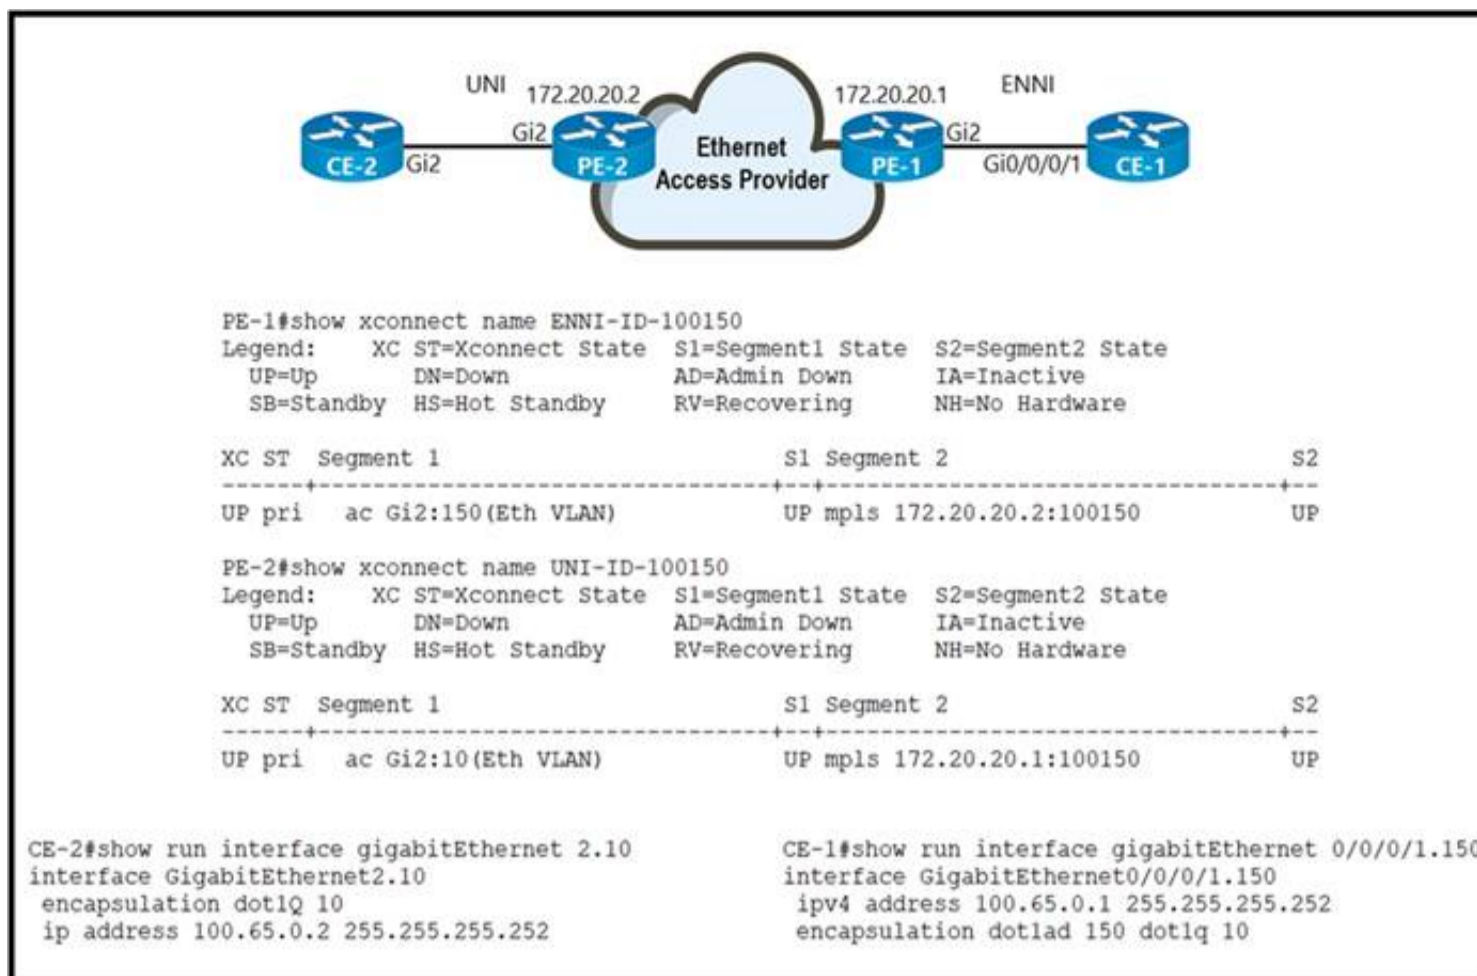 UNI 172.20.20.2 172.20.20.1 ENNI
Gi2 Ethernet Gi2
CE-2 Gi2 PE-2 Access Provider PE-1 Gi0/0/0/1 CE-1
PE-1#show xconnect name ENNI-ID-100150
Legend:    XC ST=Xconnect State  S1=Segment1 State  S2=Segment2 State
  UP=Up       DN=Down            AD=Admin Down      IA=Inactive
  SB=Standby  HS=Hot Standby     RV=Recovering      NH=No Hardware
XC ST  Segment 1                         S1 Segment 2                         S2
------+---------------------------------+--+---------------------------------+--
UP pri   ac Gi2:150(Eth VLAN)            UP mpls 172.20.20.2:100150           UP
PE-2#show xconnect name UNI-ID-100150
Legend:    XC ST=Xconnect State  S1=Segment1 State  S2=Segment2 State
  UP=Up       DN=Down            AD=Admin Down      IA=Inactive
  SB=Standby  HS=Hot Standby     RV=Recovering      NH=No Hardware
XC ST  Segment 1                         S1 Segment 2                         S2
------+---------------------------------+--+---------------------------------+--
UP pri   ac Gi2:10(Eth VLAN)             UP mpls 172.20.20.1:100150           UP
CE-2#show run interface gigabitEthernet 2.10
interface GigabitEthernet2.10
 encapsulation dot1Q 10
 ip address 100.65.0.2 255.255.255.252
CE-1#show run interface gigabitEthernet 0/0/0/1.150
interface GigabitEthernet0/0/0/1.150
 ipv4 address 100.65.0.1 255.255.255.252
 encapsulation dot1ad 150 dot1q 10